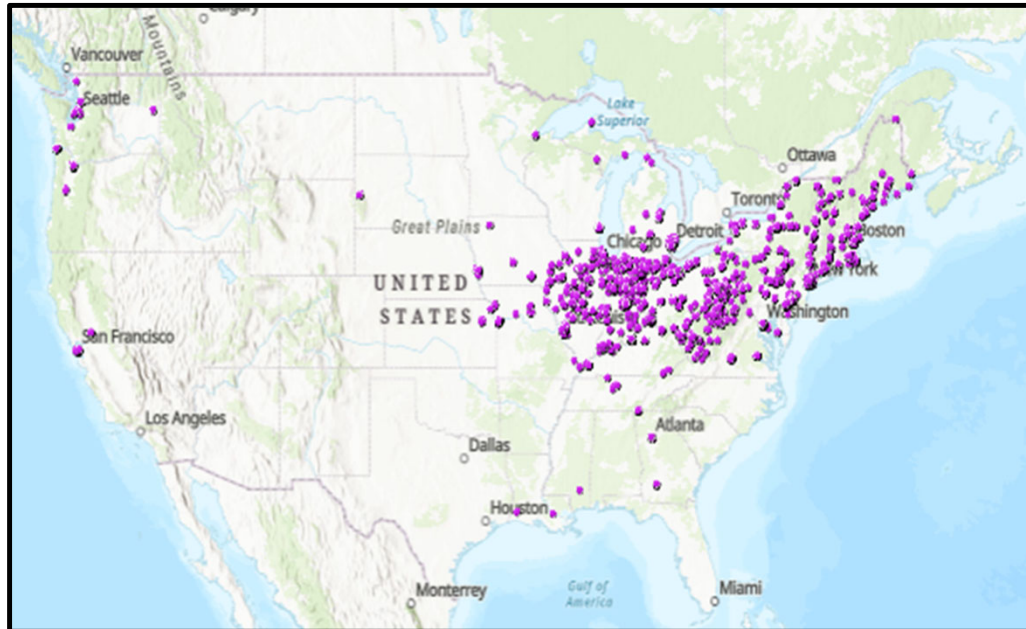 Vancouver
Mountains
Seattle
Lake
Superior
Ottawa
Toronto
Great Plains
Chicago
Detroit
Boston
UNITED
STATES
York
Washington
San Francisco
Los Angeles
Atlanta
Dallas
Houston
Monterrey
Gulf of
America
Miami